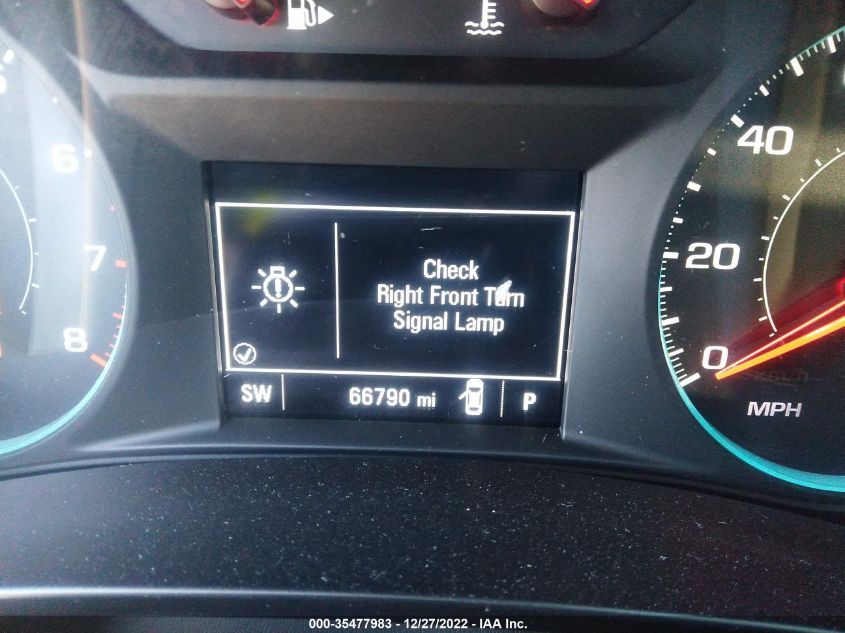 6
7
8
40
20
0
MPH
Check
Right Front Turn
Signal Lamp
SW
66790 mi
P
000-35477983 – 12/27/2022 – IAA Inc.